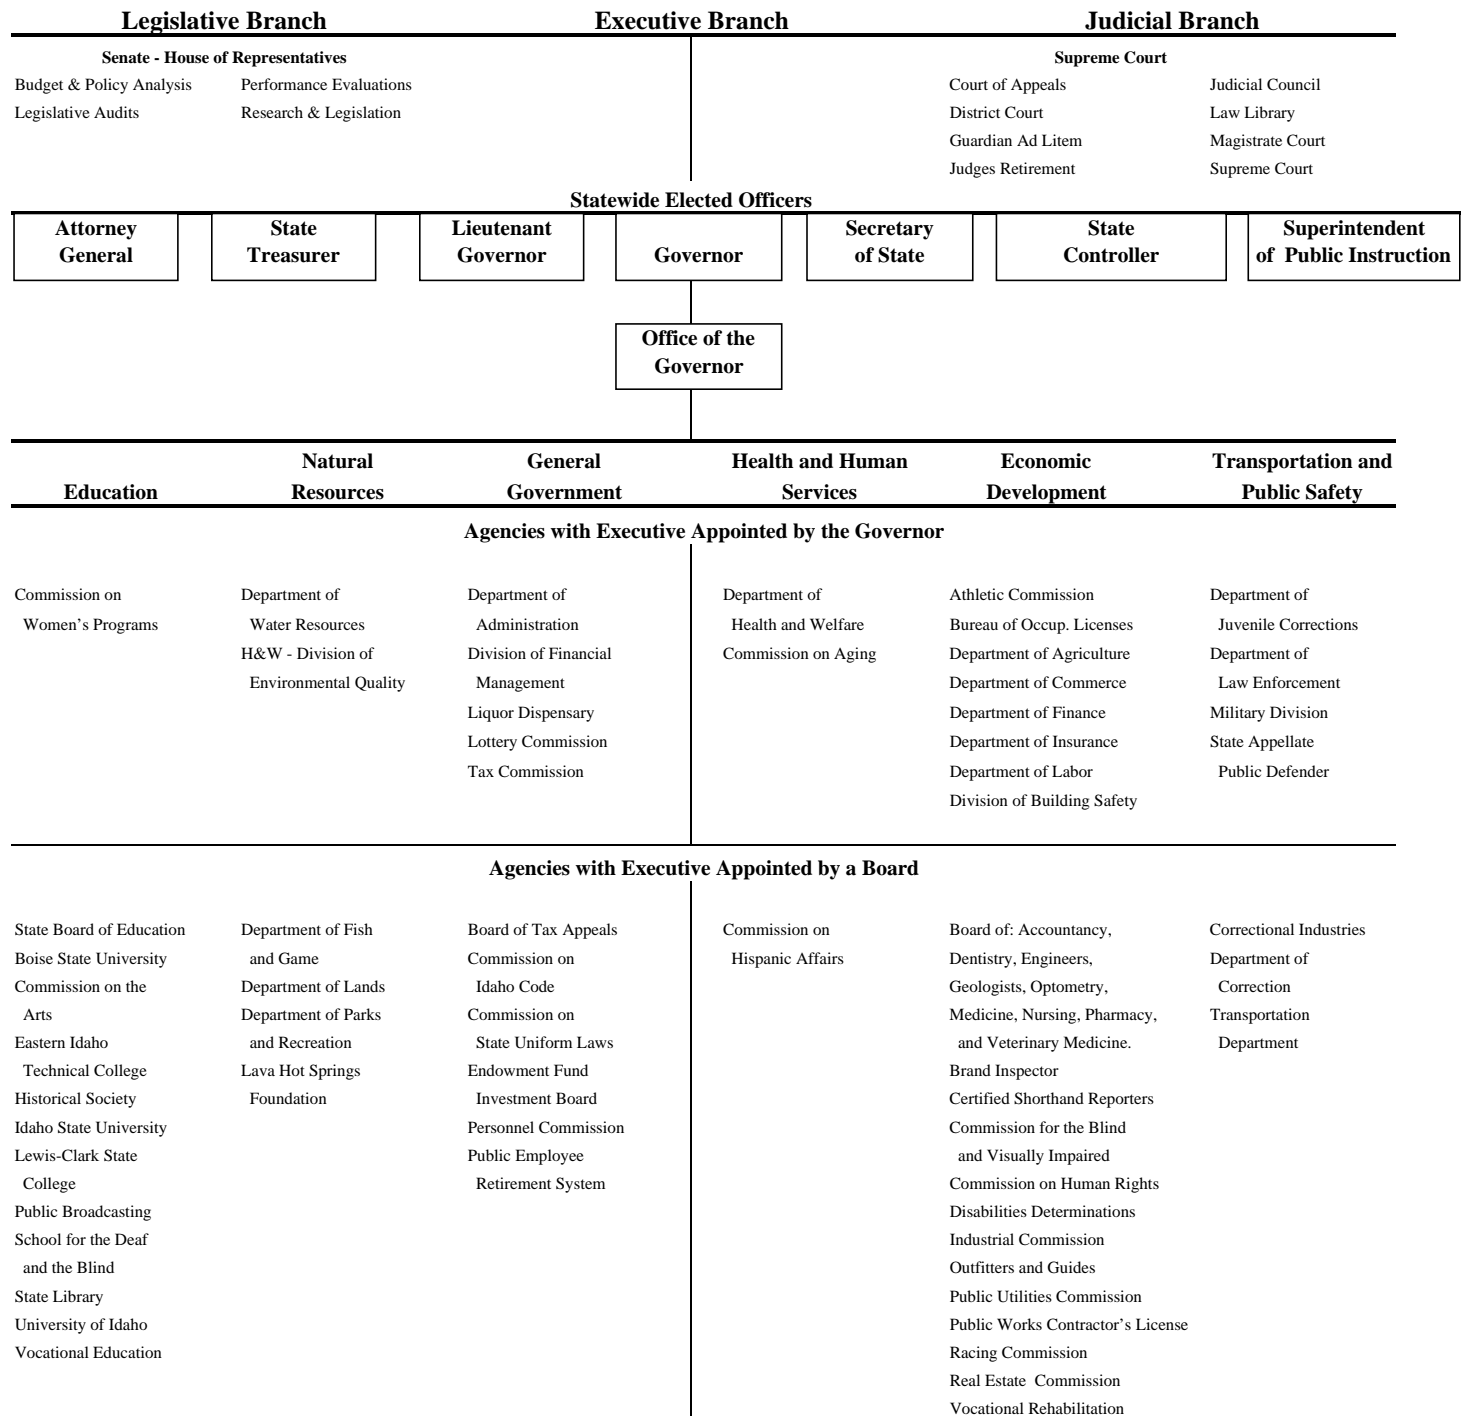 Legislative Branch
Executive Branch
Judicial Branch
Senate - House of Representatives
Budget & Policy Analysis
Performance Evaluations
Legislative Audits
Research & Legislation
Supreme Court
Court of Appeals
Judicial Council
District Court
Law Library
Guardian Ad Litem
Magistrate Court
Judges Retirement
Supreme Court
Statewide Elected Officers
Attorney
General
State
Treasurer
Lieutenant
Governor
Governor
Secretary
of State
State
Controller
Superintendent
of Public Instruction
Office of the
Governor
Education
Natural
Resources
General
Government
Health and Human
Services
Economic
Development
Transportation and
Public Safety
Agencies with Executive Appointed by the Governor
Commission on
Women's Programs
Department of
Water Resources
H&W - Division of
Environmental Quality
Department of
Administration
Division of Financial
Management
Liquor Dispensary
Lottery Commission
Tax Commission
Department of
Health and Welfare
Commission on Aging
Athletic Commission
Bureau of Occup. Licenses
Department of Agriculture
Department of Commerce
Department of Finance
Department of Insurance
Department of Labor
Division of Building Safety
Department of
Juvenile Corrections
Department of
Law Enforcement
Military Division
State Appellate
Public Defender
Agencies with Executive Appointed by a Board
State Board of Education
Boise State University
Commission on the
Arts
Eastern Idaho
Technical College
Historical Society
Idaho State University
Lewis-Clark State
College
Public Broadcasting
School for the Deaf
and the Blind
State Library
University of Idaho
Vocational Education
Department of Fish
and Game
Department of Lands
Department of Parks
and Recreation
Lava Hot Springs
Foundation
Board of Tax Appeals
Commission on
Idaho Code
Commission on
State Uniform Laws
Endowment Fund
Investment Board
Personnel Commission
Public Employee
Retirement System
Commission on
Hispanic Affairs
Board of: Accountancy,
Dentistry, Engineers,
Geologists, Optometry,
Medicine, Nursing, Pharmacy,
and Veterinary Medicine.
Brand Inspector
Certified Shorthand Reporters
Commission for the Blind
and Visually Impaired
Commission on Human Rights
Disabilities Determinations
Industrial Commission
Outfitters and Guides
Public Utilities Commission
Public Works Contractor's License
Racing Commission
Real Estate Commission
Vocational Rehabilitation
Correctional Industries
Department of
Correction
Transportation
Department